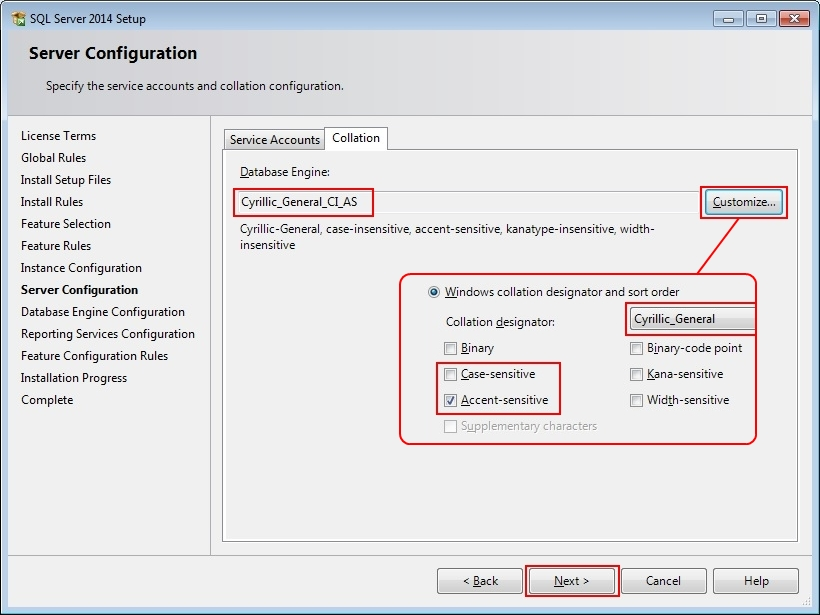 SQL Server 2014 Setup
Server Configuration
Specify the service accounts and collation configuration.
License Terms
Global Rules
Install Setup Files
Install Rules
Feature Selection
Feature Rules
Instance Configuration
Server Configuration
Database Engine Configuration
Reporting Services Configuration
Feature Configuration Rules
Installation Progress
Complete
Service Accounts Collation
Database Engine:
Cyrillic_General_CI_AS Customize...
Cyrillic-General, case-insensitive, accent-sensitive, kanatype-insensitive, width-
insensitive
Windows collation designator and sort order
Collation designator: Cyrillic_General
Binary Binary-code point
Case-sensitive Kana-sensitive
Accent-sensitive Width-sensitive
Supplementary characters
< Back Next > Cancel Help